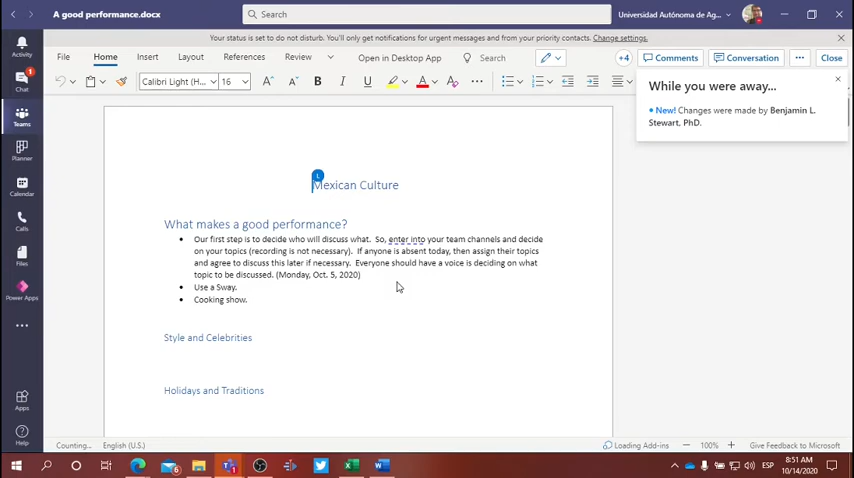 A good performance.docx
Search
Universidad Autónoma de Ag...
Your status is set to do not disturb. You'll only get notifications for urgent messages and from your priority contacts. Change settings.
File Home Insert Layout References Review View Help Open in Desktop App Search +4 Comments Conversation Close
Calibri Light (H... 16 A A B I U A A
While you were away...
New! Changes were made by Benjamin L.
Stewart, PhD.
Activity
Chat
1
Teams
Planner
Calendar
Calls
Files
Power Apps
Apps
Help
L
Mexican Culture
What makes a good performance?
Our first step is to decide who will discuss what. So, enter into your team channels and decide
on your topics (recording is not necessary). If anyone is absent today, then assign their topics
and agree to discuss this later if necessary. Everyone should have a voice is deciding on what
topic to be discussed. (Monday, Oct. 5, 2020)
Use a Sway.
Cooking show.
Style and Celebrities
Holidays and Traditions
Counting... English (U.S.) Loading Add-ins 100% Give Feedback to Microsoft
6 1 ESP 8:51 AM
10/14/2020